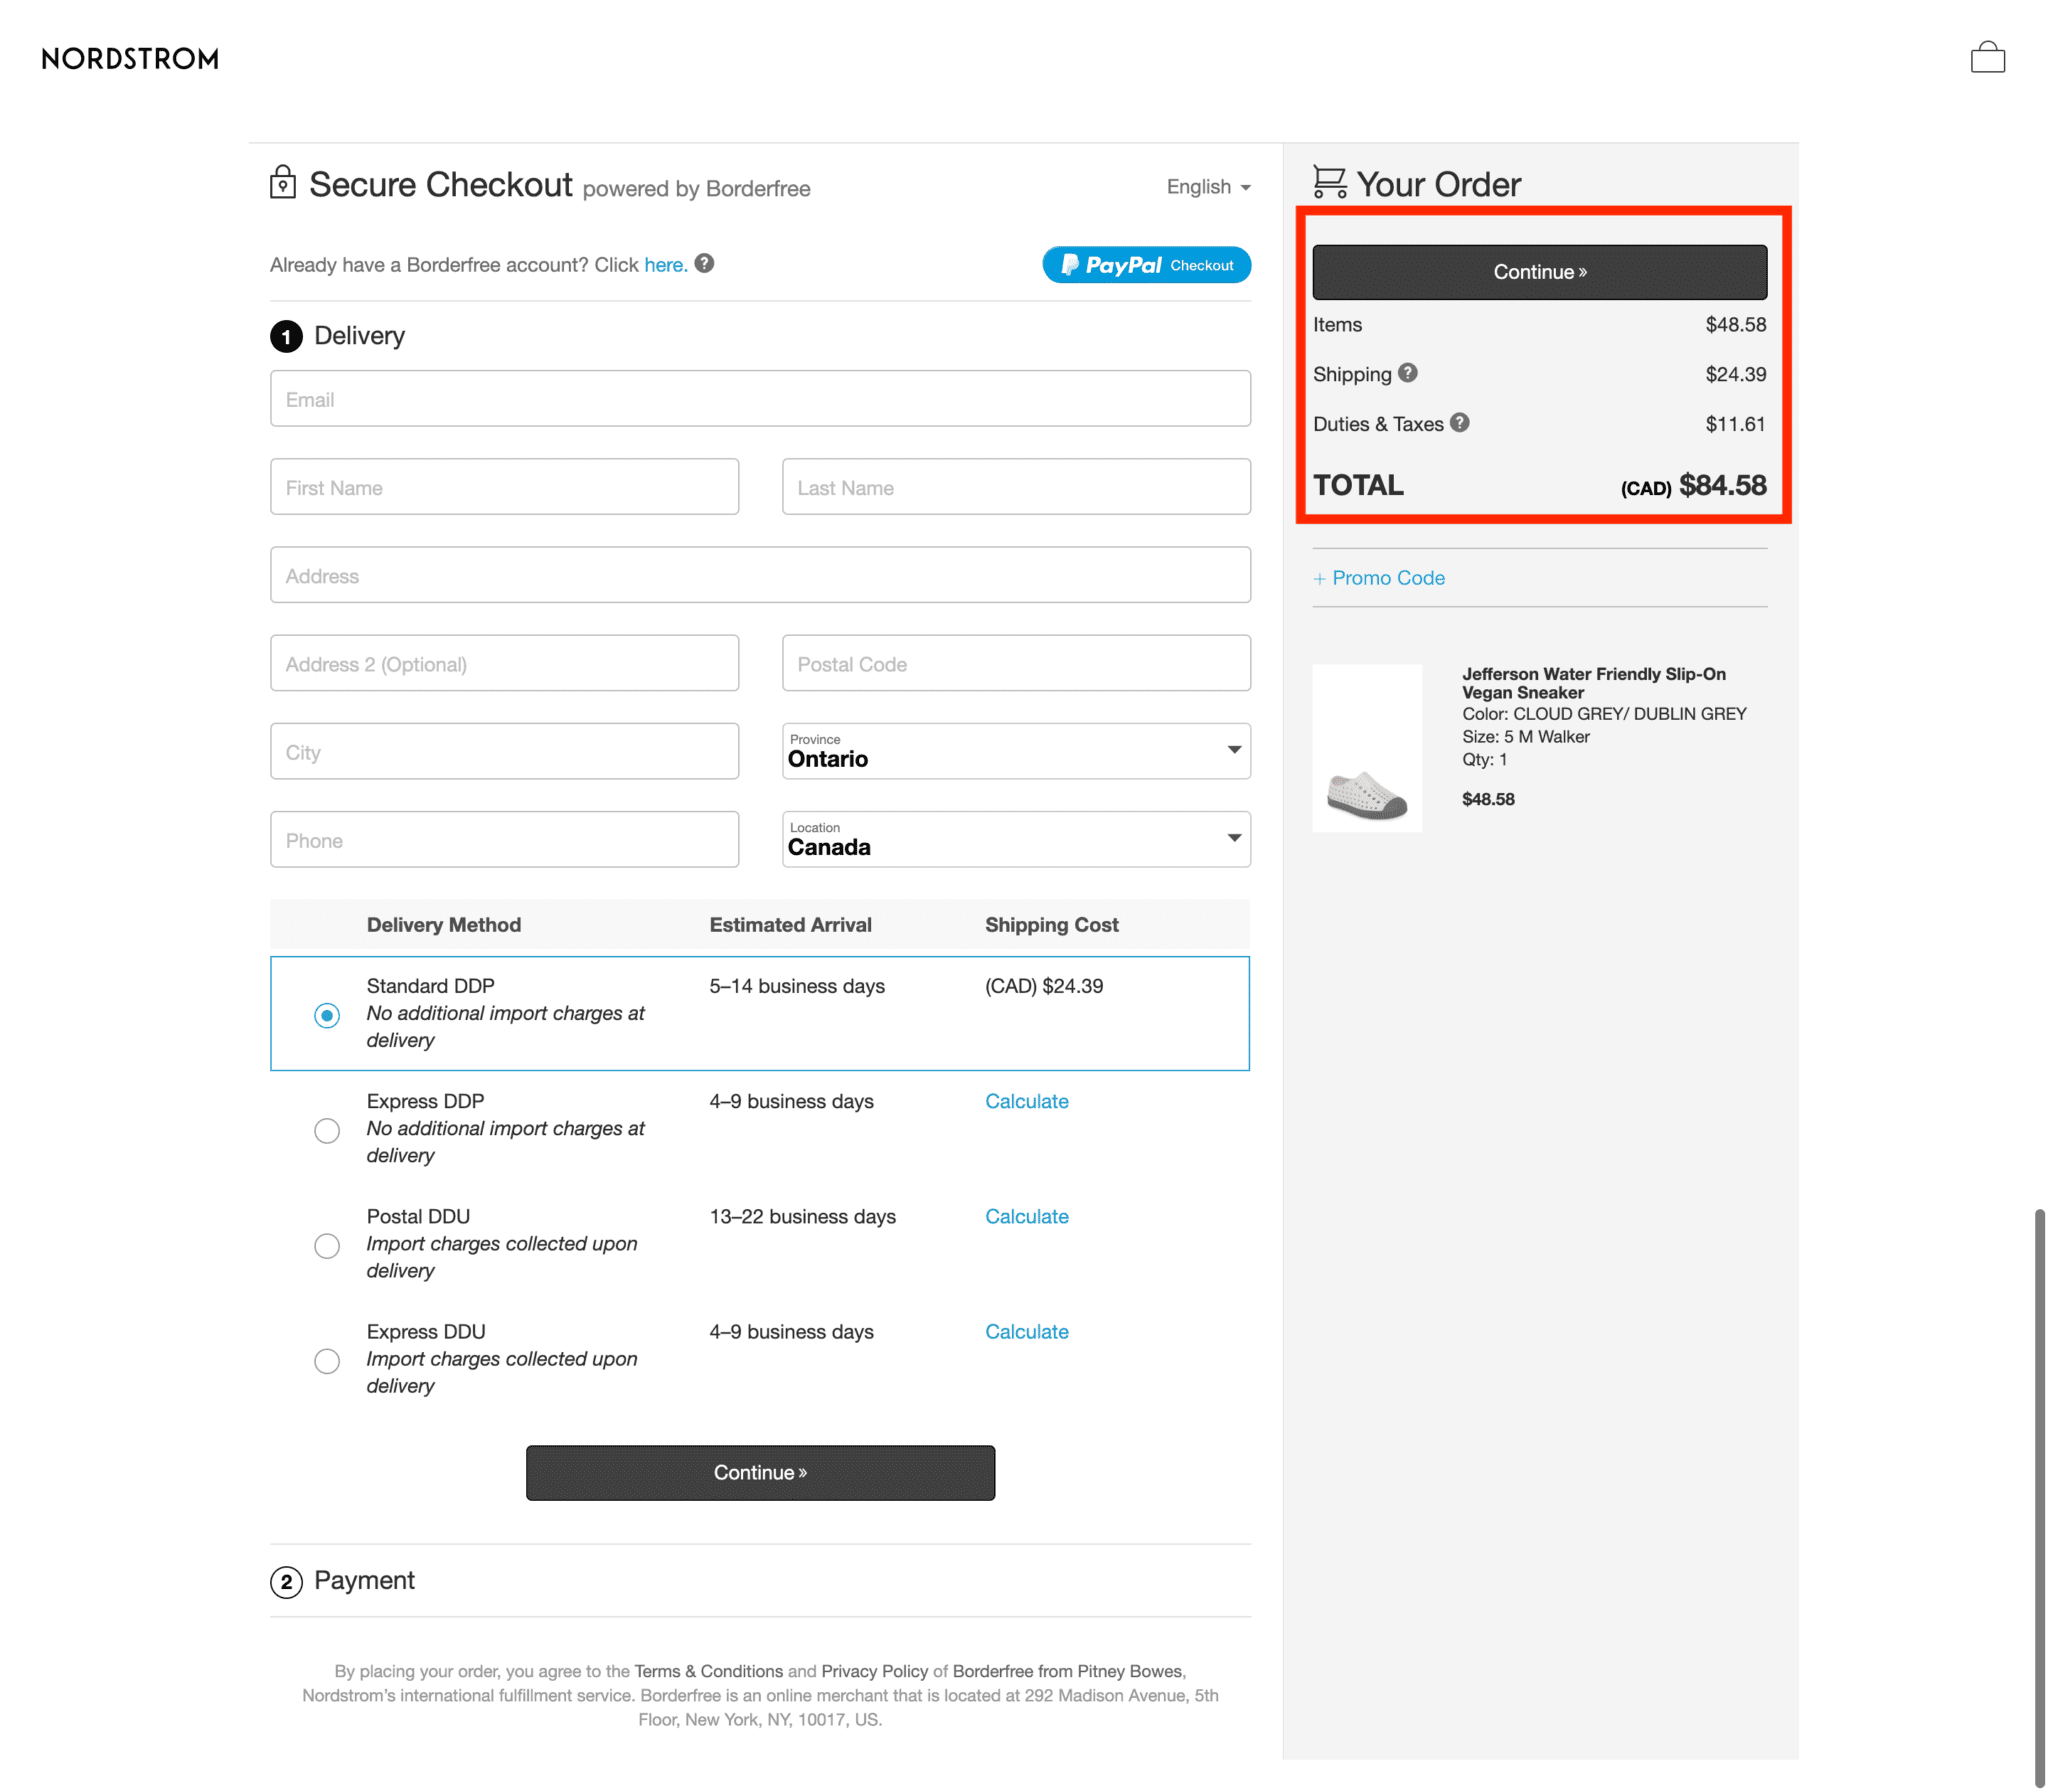 NORDSTROM
Secure Checkout powered by Borderfree
English
Already have a Borderfree account? Click here. ?
PayPal Checkout
1 Delivery
Email
First Name
Last Name
Address
Address 2 (Optional)
Postal Code
City
Province
Ontario
Phone
Location
Canada
Delivery Method Estimated Arrival Shipping Cost
Standard DDP 5–14 business days (CAD) $24.39
No additional import charges at
delivery
Express DDP 4–9 business days Calculate
No additional import charges at
delivery
Postal DDU 13–22 business days Calculate
Import charges collected upon
delivery
Express DDU 4–9 business days Calculate
Import charges collected upon
delivery
Continue »
2 Payment
By placing your order, you agree to the Terms & Conditions and Privacy Policy of Borderfree from Pitney Bowes,
Nordstrom's international fulfillment service. Borderfree is an online merchant that is located at 292 Madison Avenue, 5th
Floor, New York, NY, 10017, US.
Your Order
Continue »
Items $48.58
Shipping ? $24.39
Duties & Taxes ? $11.61
TOTAL (CAD) $84.58
+ Promo Code
Jefferson Water Friendly Slip-On
Vegan Sneaker
Color: CLOUD GREY/ DUBLIN GREY
Size: 5 M Walker
Qty: 1
$48.58